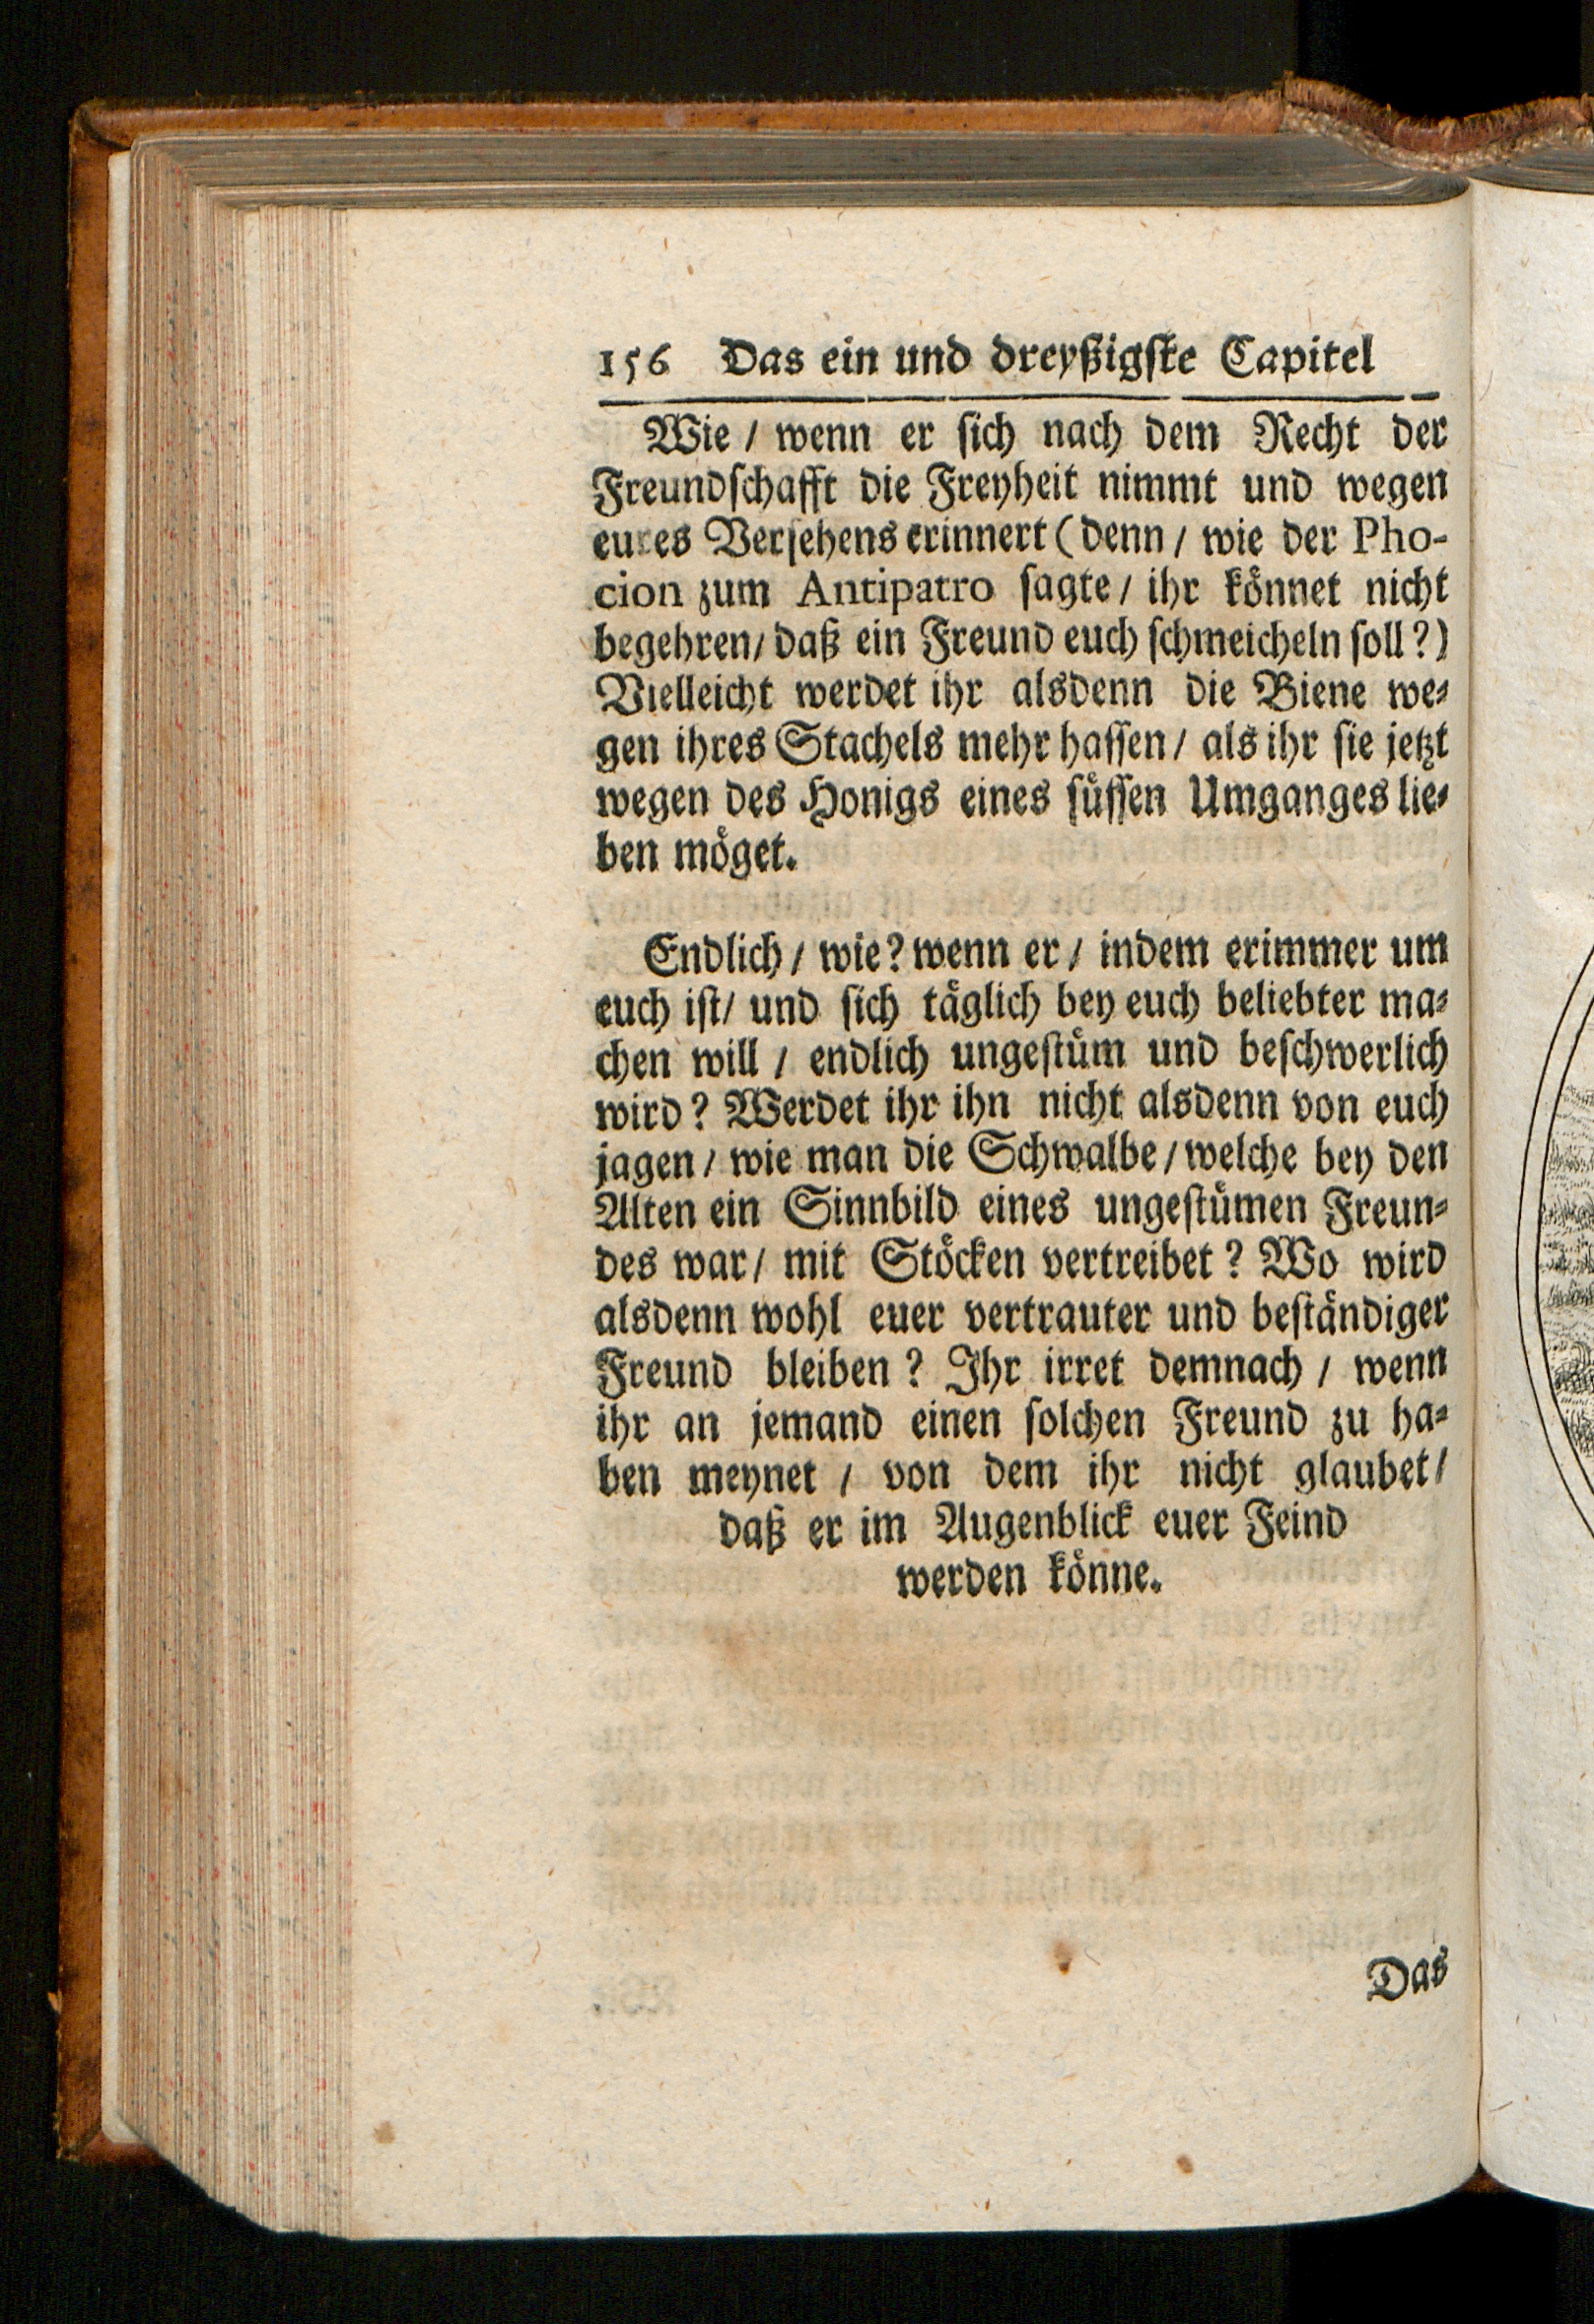 156 Das ein und dreyßigste Capitel
Wie / wenn er sich nach dem Recht der
Freundschafft die Freyheit nimmt und wegen
eures Versehens erinnert (denn / wie der Pho-
cion zum Antipatro sagte / ihr könnet nicht
begehren / daß ein Freund euch schmeicheln soll?)
Vielleicht werdet ihr alsdenn die Biene we-
gen ihres Stachels mehr hassen / als ihr sie jetzt
wegen des Honigs eines süssen Umganges lie-
ben möget.
Endlich / wie? wenn er / indem erimmer um
euch ist / und sich täglich bey euch beliebter ma-
chen will / endlich ungestüm und beschwerlich
wird? Werdet ihr ihn nicht alsdenn von euch
jagen / wie man die Schwalbe / welche bey den
Alten ein Sinnbild eines ungestümen Freun-
des war / mit Stöcken vertreibet? Wo wird
alsdenn wohl euer vertrauter und beständiger
Freund bleiben? Ihr irret demnach / wenn
ihr an jemand einen solchen Freund zu ha-
ben meynet / von dem ihr nicht glaubet /
daß er im Augenblick euer Feind
werden könne.
Das